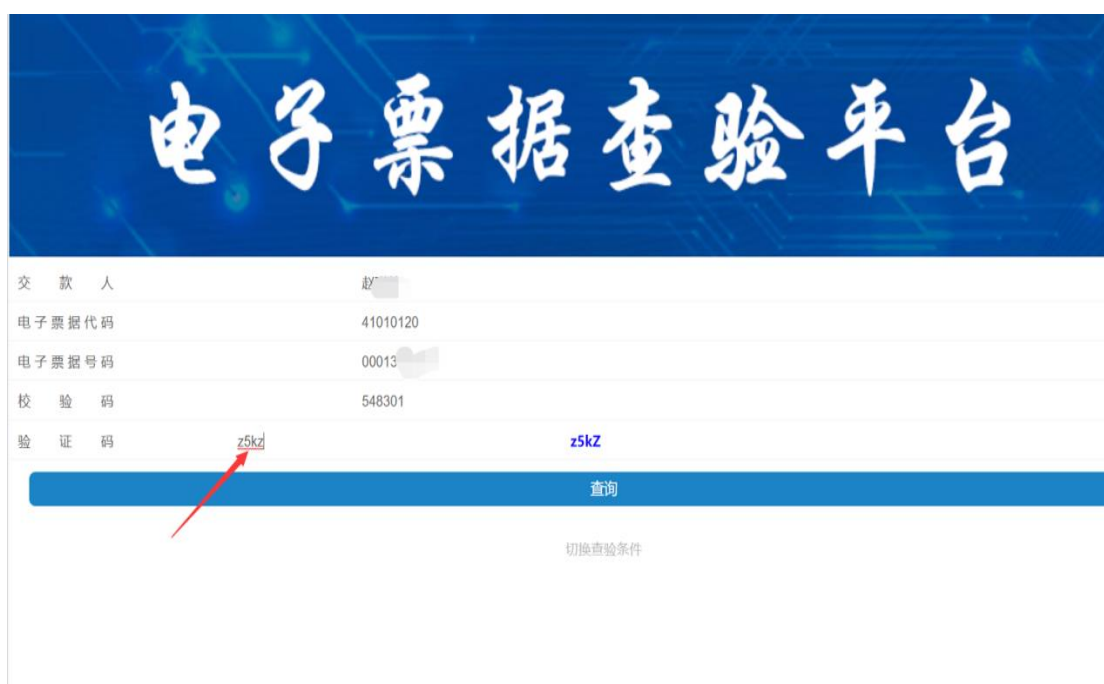 电子票据查验平台
交款人 赵
电子票据代码 41010120
电子票据号码 00013
校验码 548301
验证码 z5kz z5kZ
查询
切换查验条件